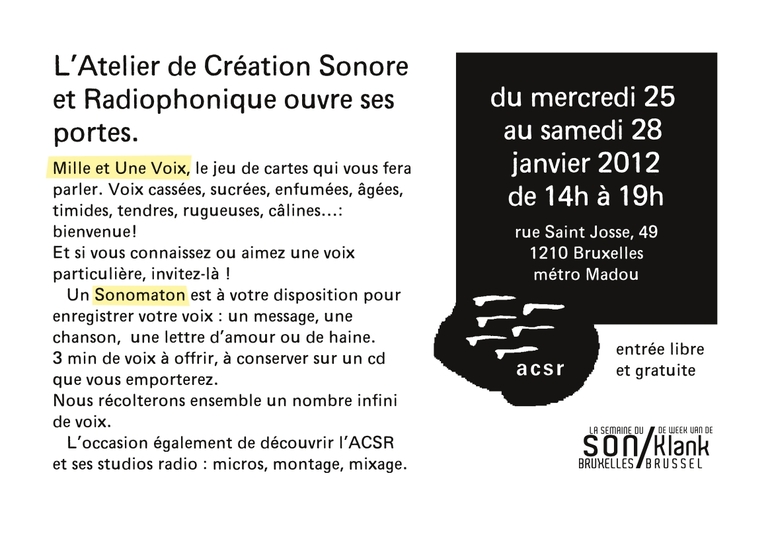 L'Atelier de Création Sonore
et Radiophonique ouvre ses
portes.
Mille et Une Voix, le jeu de cartes qui vous fera
parler. Voix cassées, sucrées, enfumées, âgées,
timides, tendres, rugueuses, câlines...:
bienvenue!
Et si vous connaissez ou aimez une voix
particulière, invitez-là !
Un Sonomaton est à votre disposition pour
enregistrer votre voix : un message, une
chanson, une lettre d'amour ou de haine.
3 min de voix à offrir, à conserver sur un cd
que vous emporterez.
Nous récolterons ensemble un nombre infini
de voix.
L'occasion également de découvrir l'ACSR
et ses studios radio : micros, montage, mixage.
du mercredi 25
au samedi 28
janvier 2012
de 14h à 19h
rue Saint Josse, 49
1210 Bruxelles
métro Madou
acsr
entrée libre
et gratuite
LA SEMAINE DU / DE WEEK VAN DE
SON/Klank
BRUXELLES/BRUSSEL